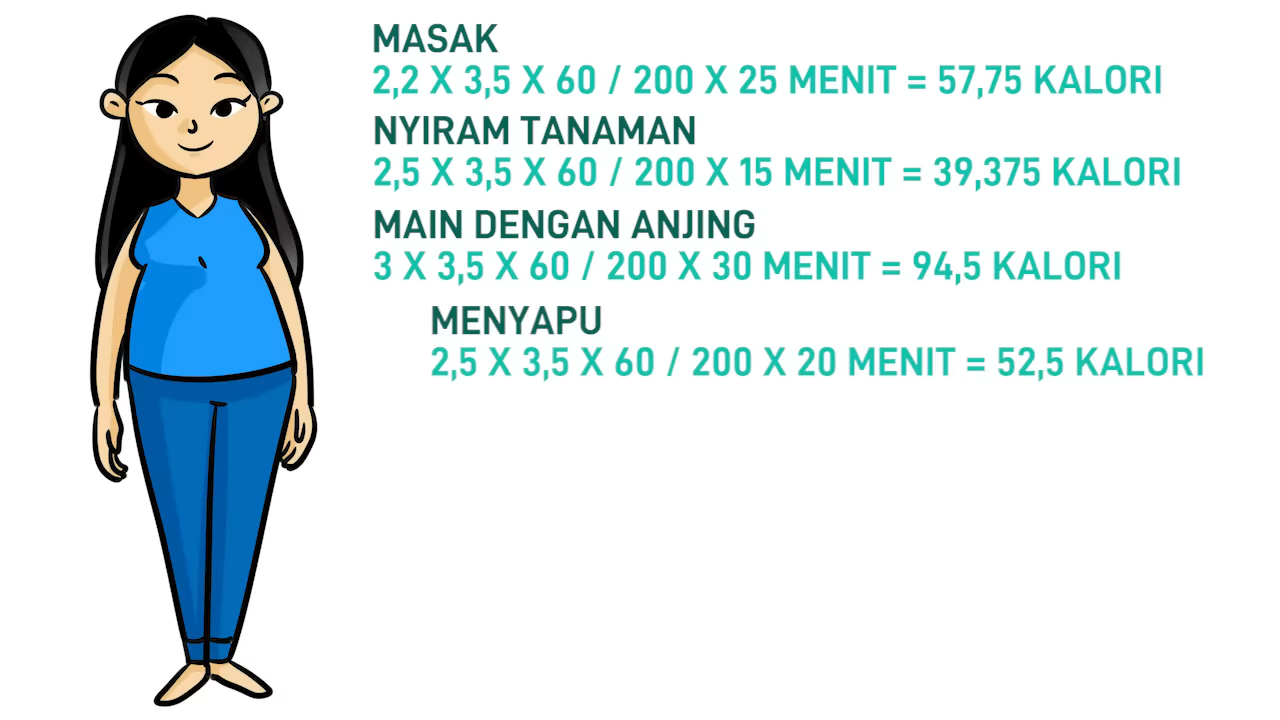 MASAK
2,2 X 3,5 X 60 / 200 X 25 MENIT = 57,75 KALORI
NYIRAM TANAMAN
2,5 X 3,5 X 60 / 200 X 15 MENIT = 39,375 KALORI
MAIN DENGAN ANJING
3 X 3,5 X 60 / 200 X 30 MENIT = 94,5 KALORI
MENYAPU
2,5 X 3,5 X 60 / 200 X 20 MENIT = 52,5 KALORI